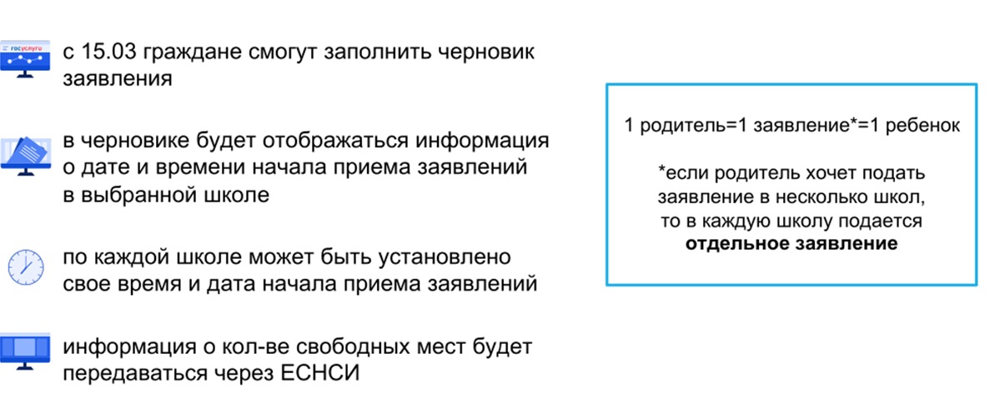 госуслуги
с 15.03 граждане смогут заполнить черновик
заявления
в черновике будет отображаться информация
о дате и времени начала приема заявлений
в выбранной школе
по каждой школе может быть установлено
свое время и дата начала приема заявлений
информация о кол-ве свободных мест будет
передаваться через ЕСНСИ
1 родитель=1 заявление*=1 ребенок
*если родитель хочет подать
заявление в несколько школ,
то в каждую школу подается
отдельное заявление